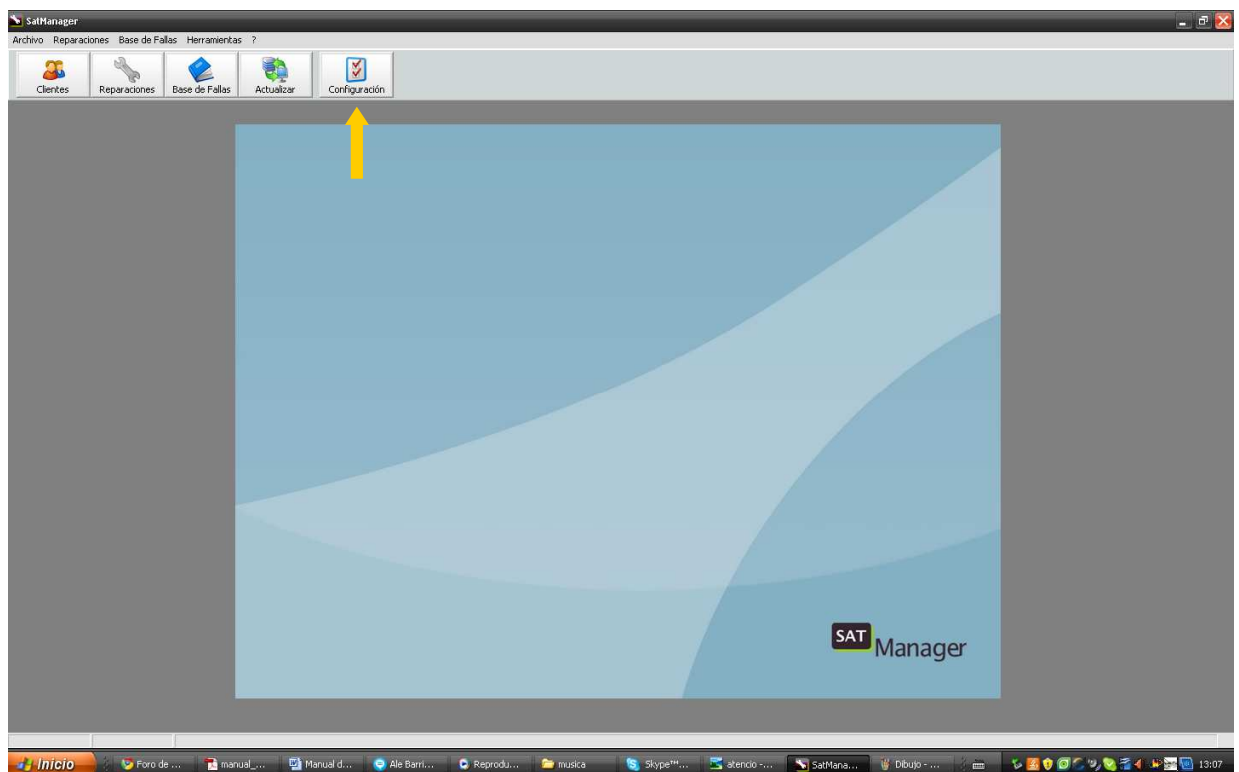 SatManager
Archivo Reparaciones Base de Fallas Herramientas ?
Clientes Reparaciones Base de Fallas Actualizar Configuración
SAT Manager
Inicio Foro de ... manual_... Manual d... Ale Barri... Reprodu... musica Skype™... atencio -... SatMana... Dibujo - ... 13:07